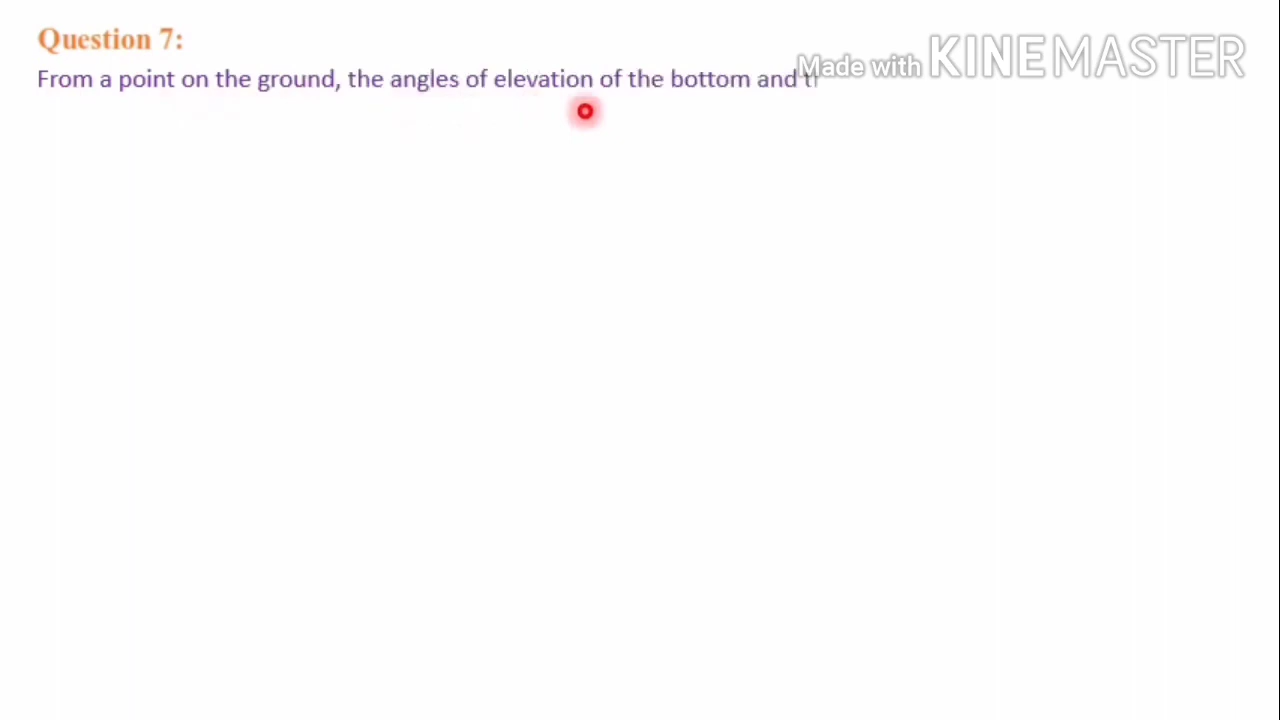 Question 7:
Made with KINEMASTER
From a point on the ground, the angles of elevation of the bottom and